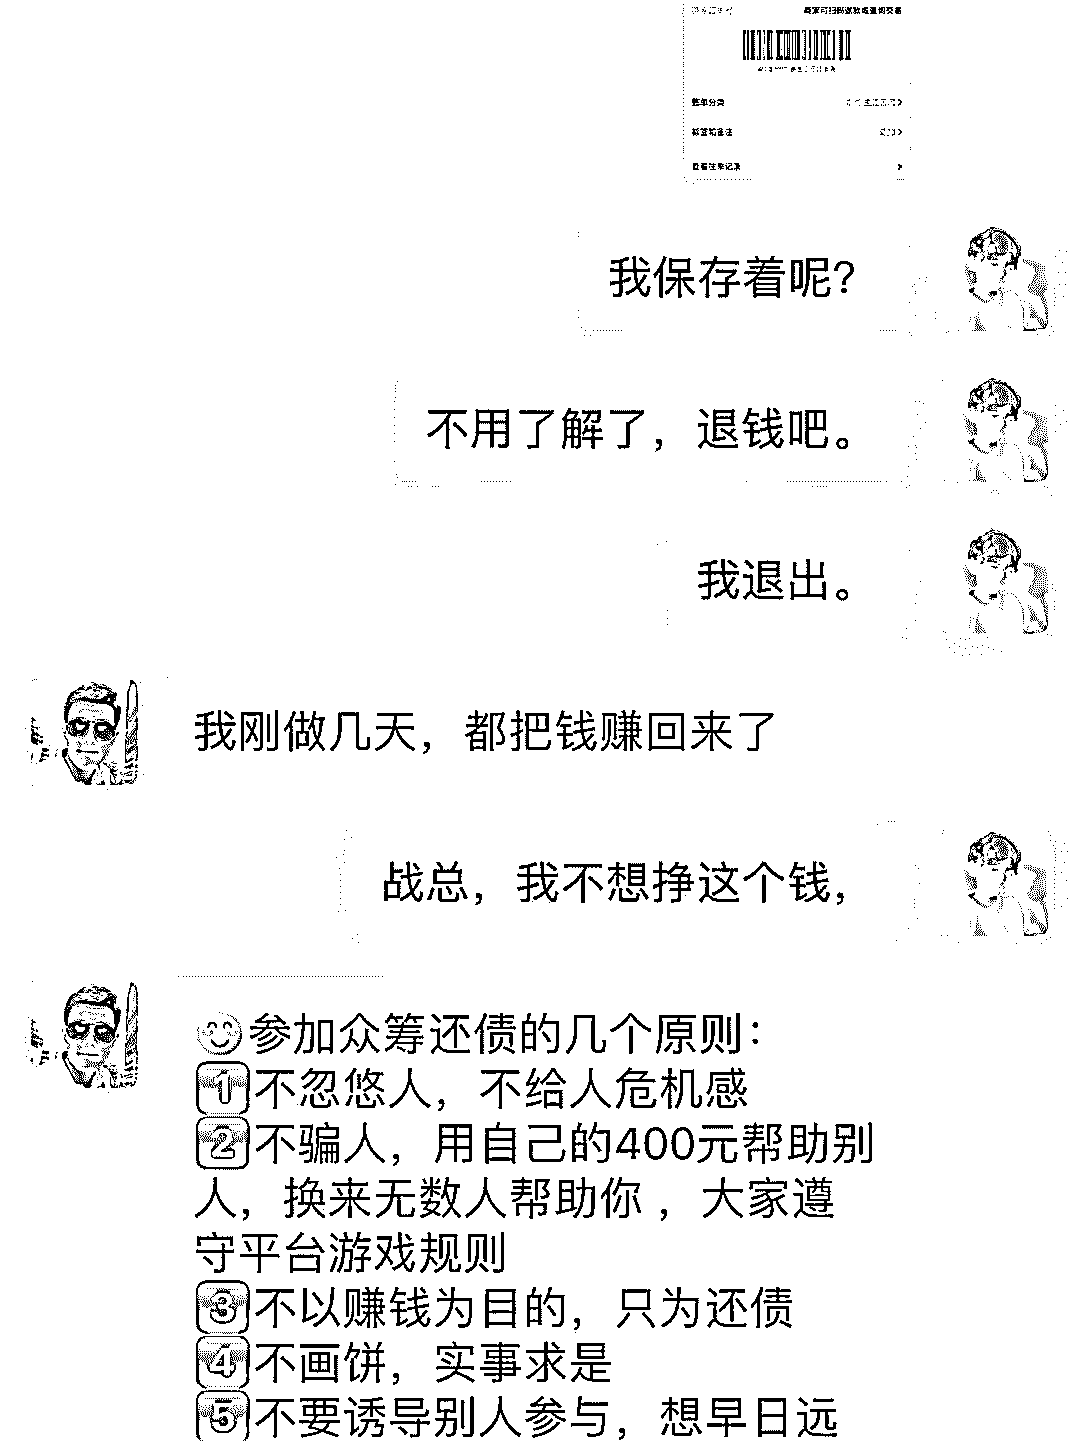 商家可扫码退款或查询交易
账单分类
标签和备注
查看往来记录
我保存着呢?
不用了解了，退钱吧。
我退出。
我刚做几天，都把钱赚回来了
战总，我不想挣这个钱，
😊参加众筹还债的几个原则：
1️⃣不忽悠人，不给人危机感
2️⃣不骗人，用自己的400元帮助别
人，换来无数人帮助你 ，大家遵
守平台游戏规则
3️⃣不以赚钱为目的，只为还债
4️⃣不画饼，实事求是
5️⃣不要诱导别人参与，想早日远